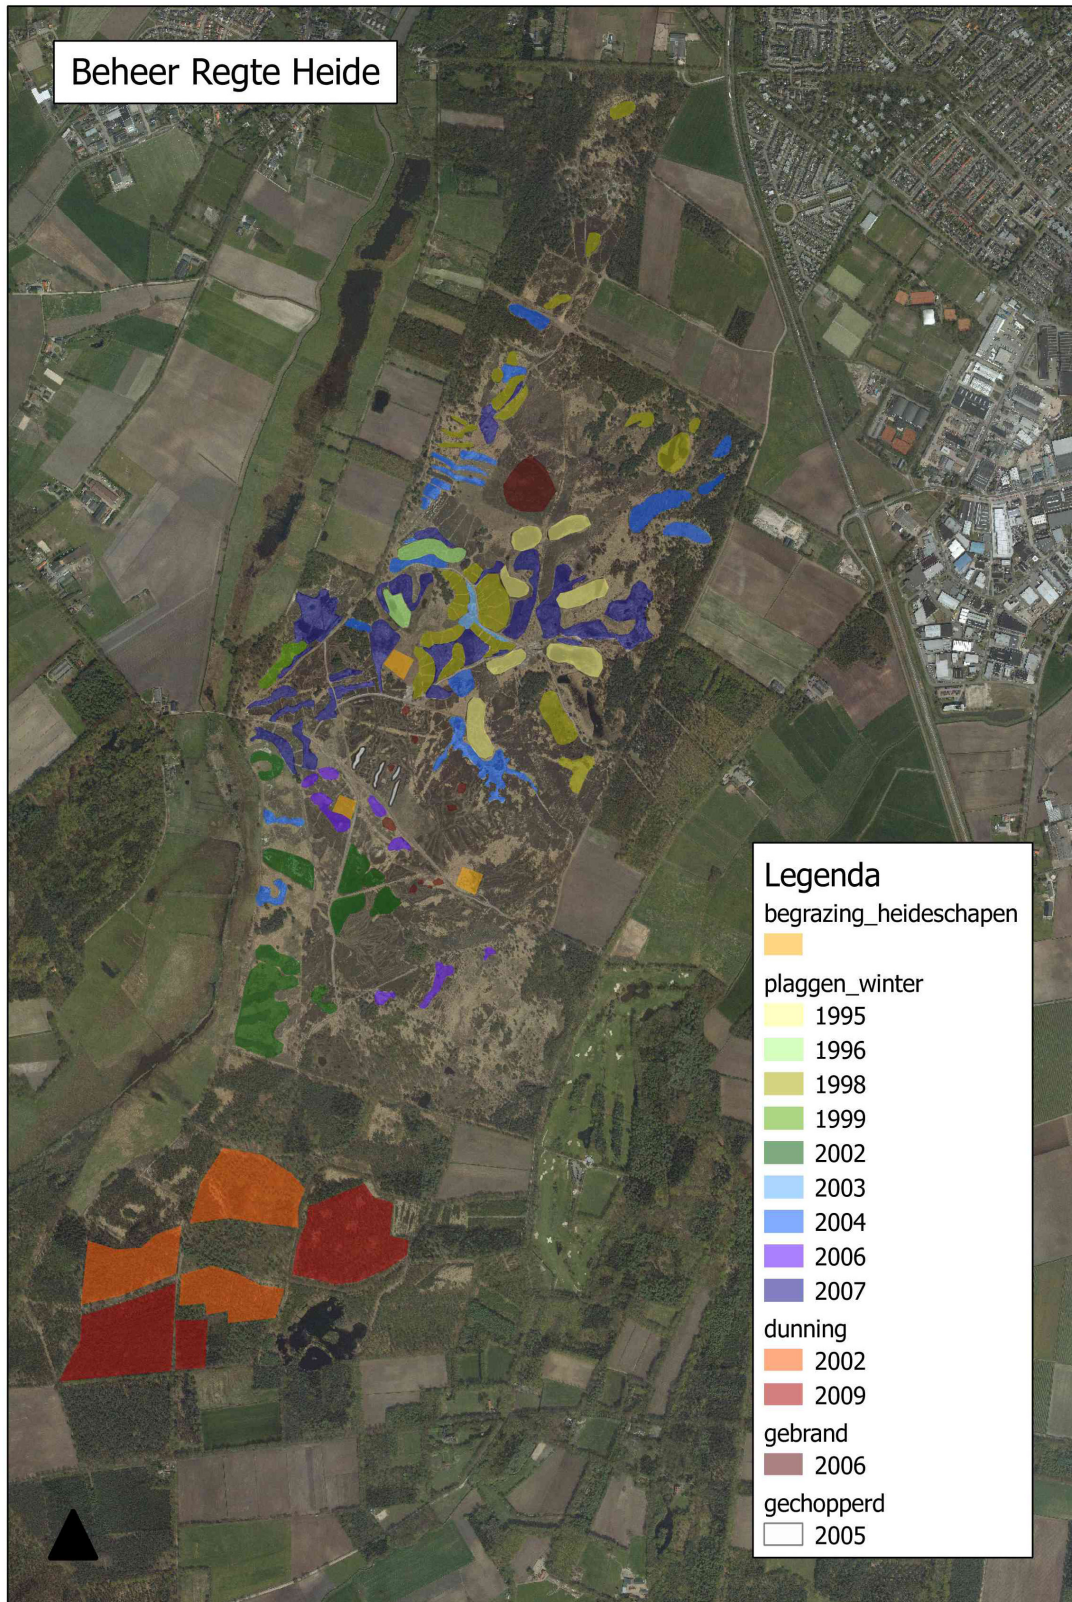 Beheer Regte Heide
Legenda
begrazing_heideschapen
plaggen_winter
1995
1996
1998
1999
2002
2003
2004
2006
2007
dunning
2002
2009
gebrand
2006
gechopperd
2005